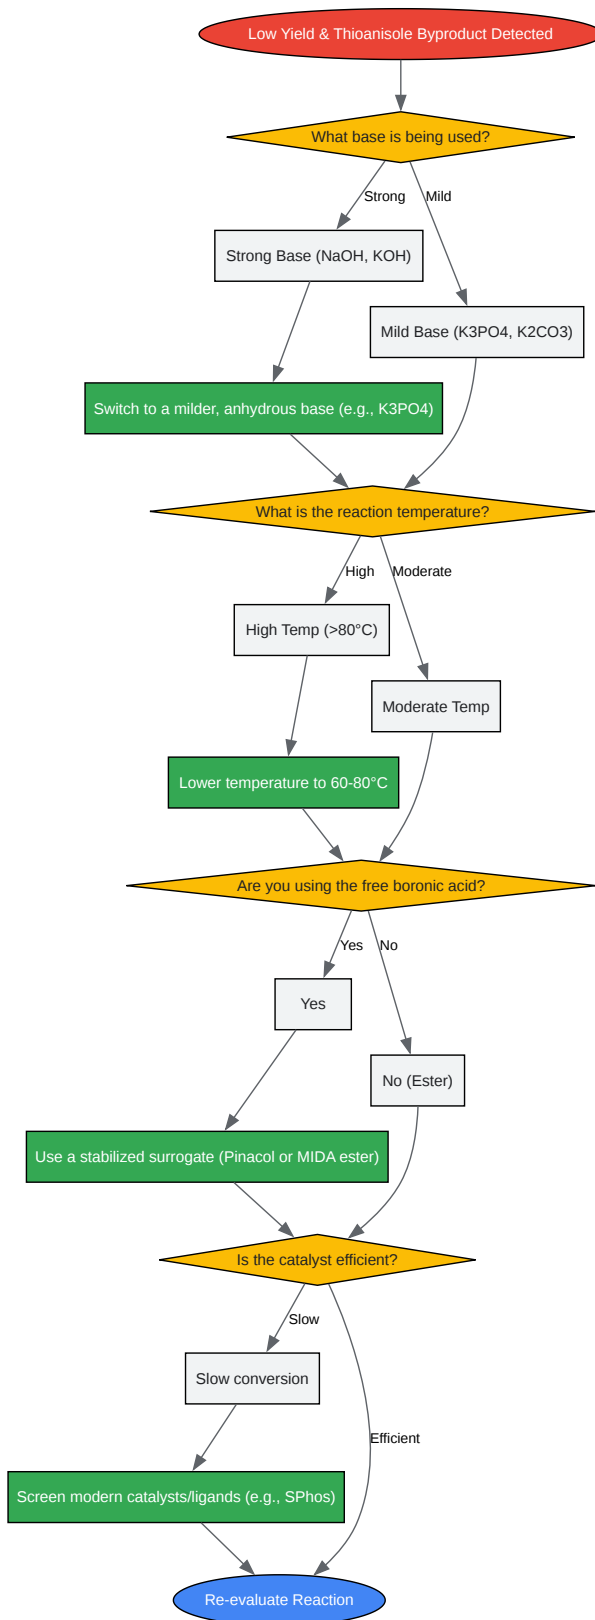 Low Yield & Thioanisole Byproduct Detected
What base is being used?
Strong
Mild
Strong Base (NaOH, KOH)
Mild Base (K3PO4, K2CO3)
Switch to a milder, anhydrous base (e.g., K3PO4)
What is the reaction temperature?
High
Moderate
High Temp (>80°C)
Moderate Temp
Lower temperature to 60-80°C
Are you using the free boronic acid?
Yes
No
Yes
No (Ester)
Use a stabilized surrogate (Pinacol or MIDA ester)
Is the catalyst efficient?
Slow
Slow conversion
Efficient
Screen modern catalysts/ligands (e.g., SPhos)
Re-evaluate Reaction